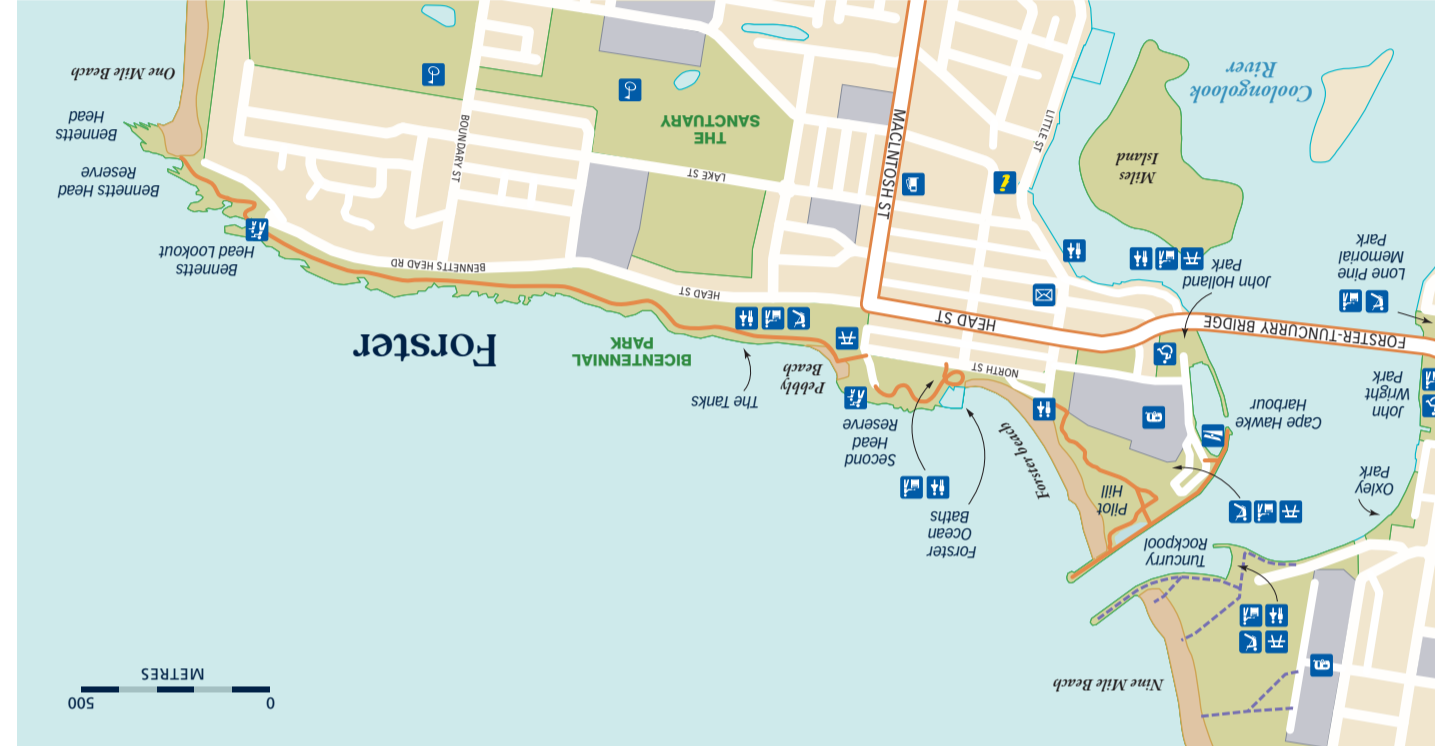 0
500
METRES
Nine Mile Beach
Tuncurry
Rockpool
Forster
Ocean
Baths
Pilot
Hill
Oxley
Park
Forster beach
Second
Head
Reserve
Cape Hawke
Harbour
John
Wright
Park
The Tanks
Pebbly
Beach
NORTH ST
BICENTENNIAL
PARK
Forster
FORSTER-TUNCURRY BRIDGE
HEAD ST
HEAD ST
John Holland
Park
Lone Pine
Memorial
Park
BENNETTS HEAD RD
Bennetts
Head Lookout
Bennetts Head
Reserve
Miles
Island
LAKE ST
MACINTOSH ST
BOUNDARY ST
LITTLE ST
THE
SANCTUARY
Bennetts
Head
Coolongolook
River
One Mile Beach